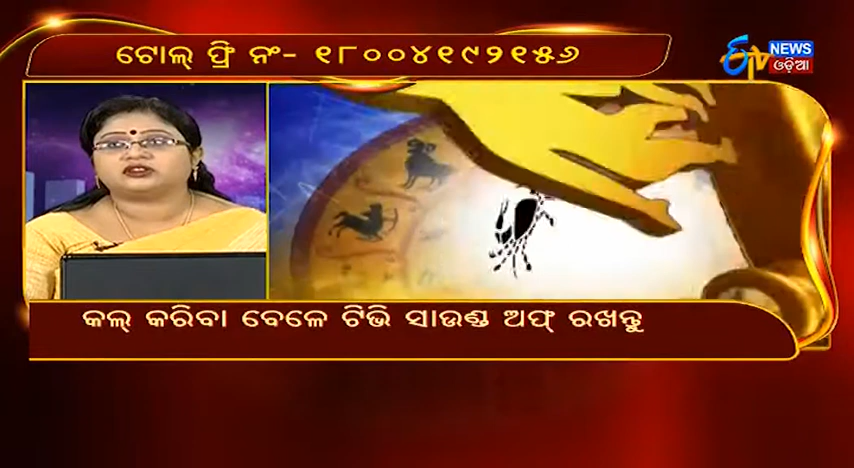 ଟୋଲ୍ ଫ୍ରି ନଂ- ୧୮୦୦୪୧୯୨୧୫୬
ETV NEWS
ଓଡ଼ିଆ
କଲ୍ କରିବା ବେଳେ ଟିଭି ସାଉଣ୍ଡ ଅଫ୍ ରଖନ୍ତୁ